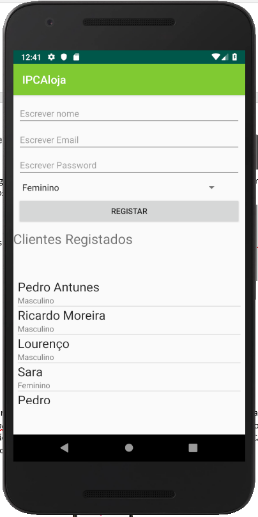 12:41
IPCAloja
Escrever nome
Escrever Email
Escrever Password
Feminino
REGISTAR
Clientes Registados
Pedro Antunes
Masculino
Ricardo Moreira
Masculino
Lourenço
Masculino
Sara
Feminino
Pedro